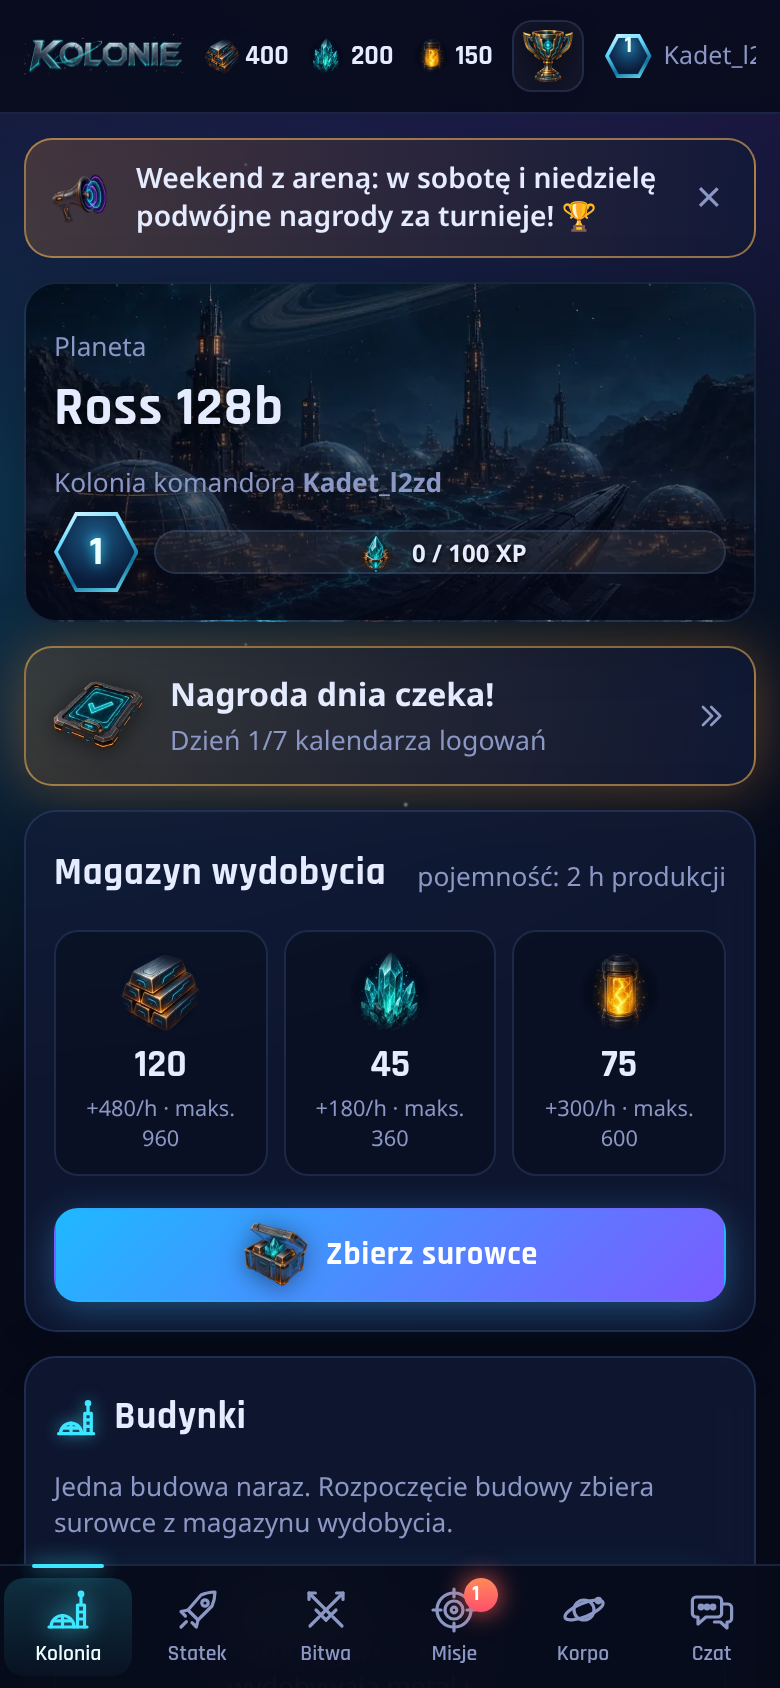 KOLONIE 400 200 150 1 Kadet_l2
Weekend z areną: w sobotę i niedzielę
podwójne nagrody za turnieje! 🏆
Planeta
Ross 128b
Kolonia komandora Kadet_l2zd
1 0 / 100 XP
Nagroda dnia czeka!
Dzień 1/7 kalendarza logowań
Magazyn wydobycia pojemność: 2 h produkcji
120 45 75
+480/h · maks. +180/h · maks. +300/h · maks.
960 360 600
Zbierz surowce
Budynki
Jedna budowa naraz. Rozpoczęcie budowy zbiera
surowce z magazynu wydobycia.
1
Kolonia Statek Bitwa Misje Korpo Czat